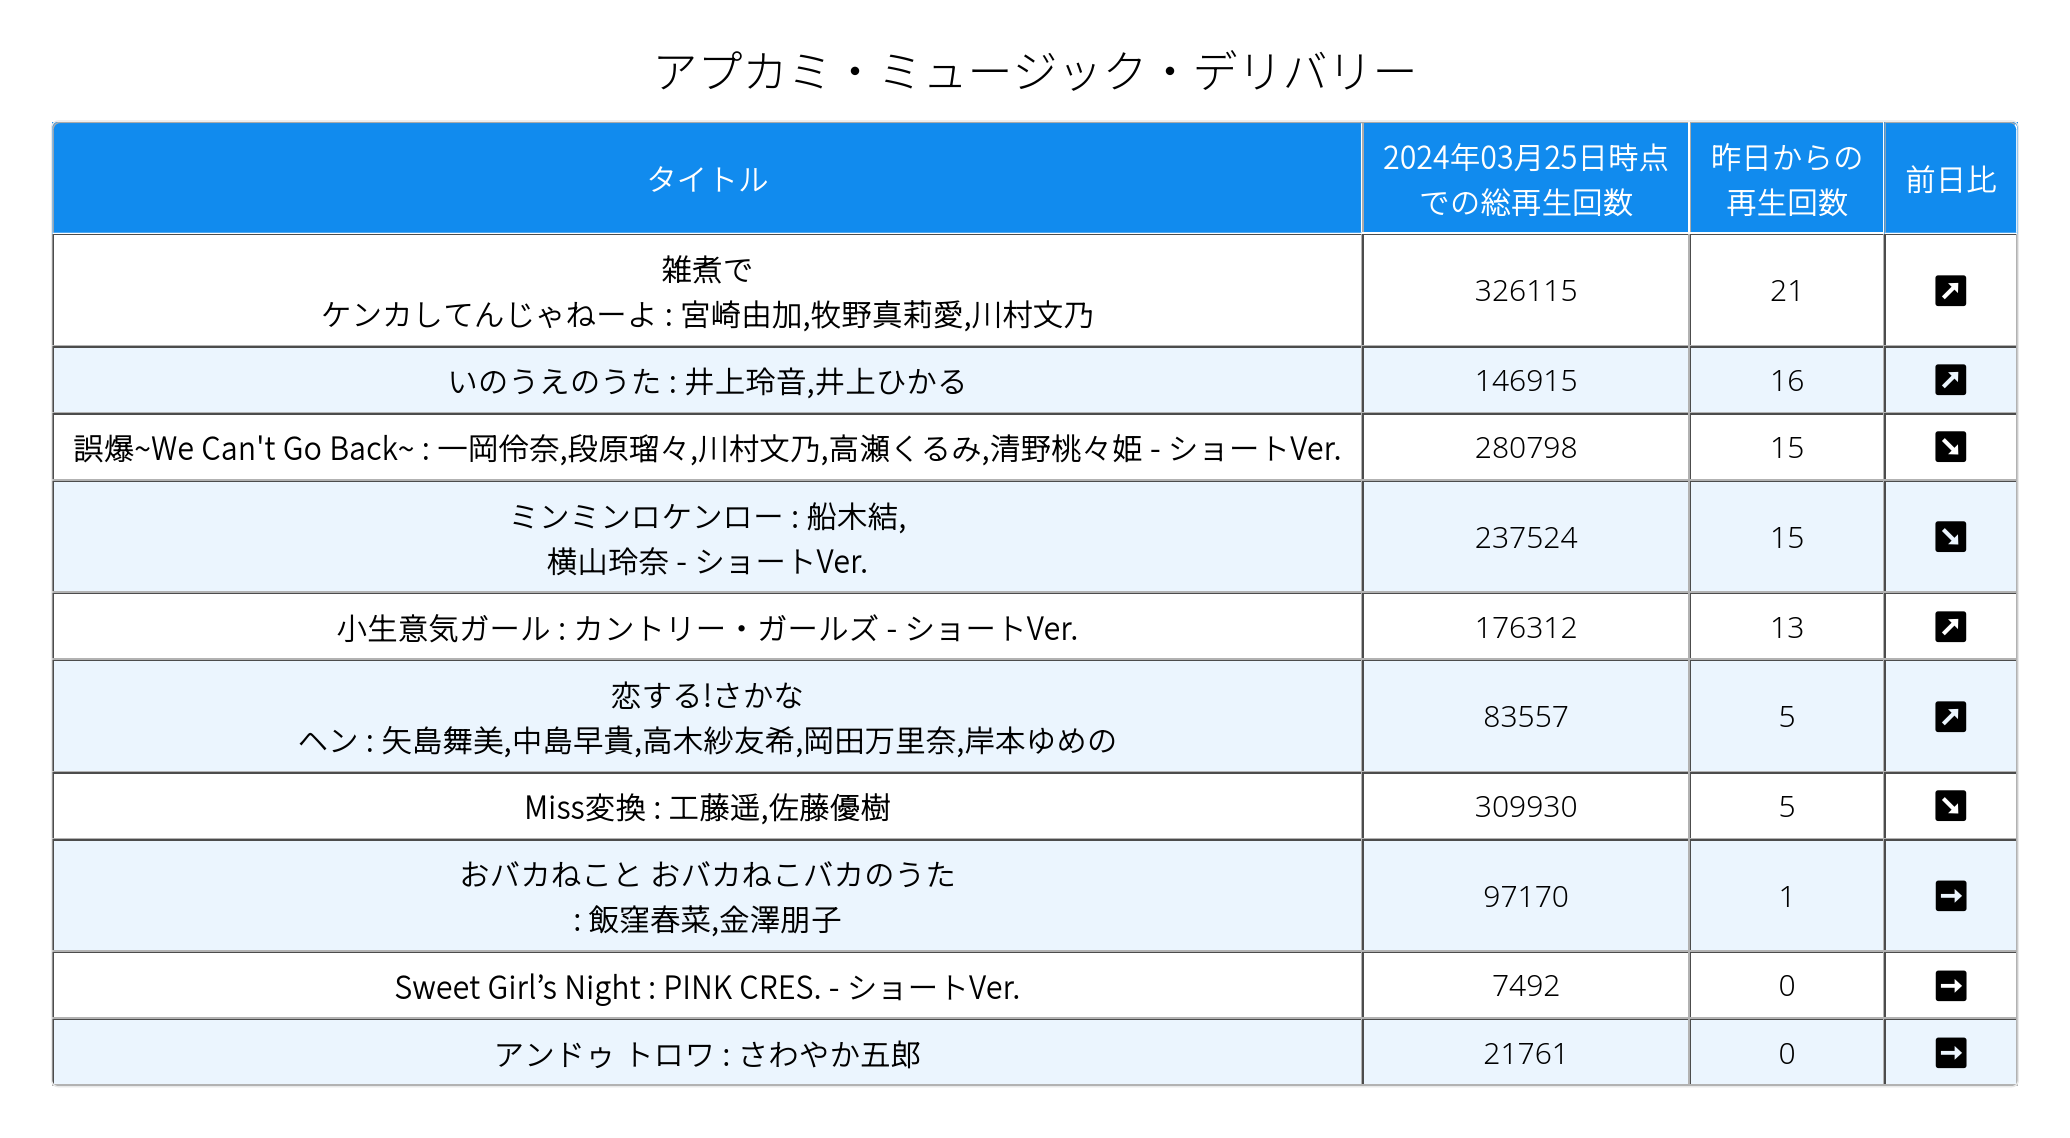 アプカミ・ミュージック・デリバリー
タイトル
2024年03月25日時点
での総再生回数
昨日からの
再生回数
前日比
雑煮で
ケンカしてんじゃねーよ : 宮崎由加,牧野真莉愛,川村文乃
326115
21
↗
いのうえのうた : 井上玲音,井上ひかる
146915
16
↗
誤爆~We Can't Go Back~ : 一岡伶奈,段原瑠々,川村文乃,高瀬くるみ,清野桃々姫 - ショートVer.
280798
15
↘
ミンミンロケンロー : 船木結,
横山玲奈 - ショートVer.
237524
15
↘
小生意気ガール : カントリー・ガールズ - ショートVer.
176312
13
↗
恋する!さかな
ヘン : 矢島舞美,中島早貴,高木紗友希,岡田万里奈,岸本ゆめの
83557
5
↗
Miss変換 : 工藤遥,佐藤優樹
309930
5
↘
おバカねこと おバカねこバカのうた
: 飯窪春菜,金澤朋子
97170
1
→
Sweet Girl’s Night : PINK CRES. - ショートVer.
7492
0
→
アンドゥ トロワ : さわやか五郎
21761
0
→